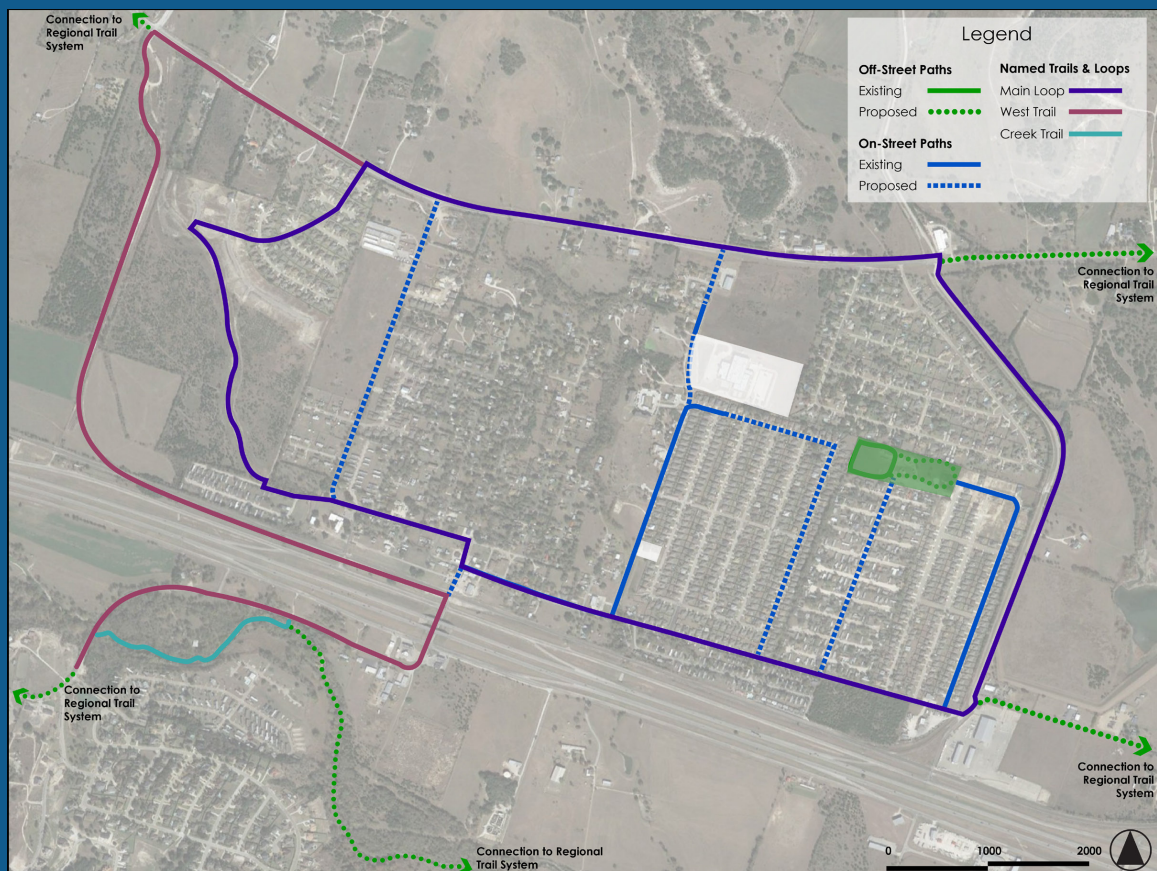 Connection to
Regional Trail
System
Legend
Off-Street Paths
Existing
Proposed
On-Street Paths
Existing
Proposed
Named Trails & Loops
Main Loop
West Trail
Creek Trail
Connection to
Regional Trail
System
Connection to
Regional Trail
System
Connection to
Regional Trail
System
Connection to Regional
Trail System
0 1000 2000